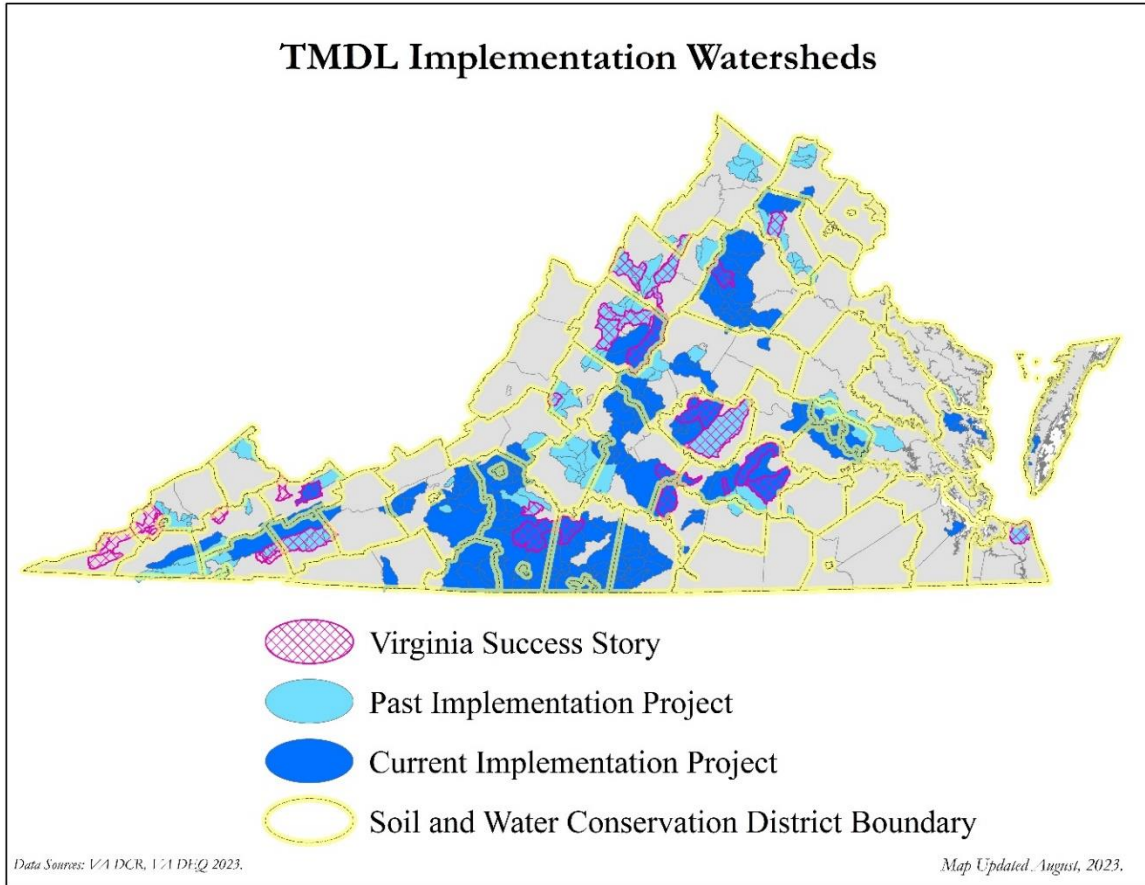 TMDL Implementation Watersheds
Virginia Success Story
Past Implementation Project
Current Implementation Project
Soil and Water Conservation District Boundary
Data Sources: VA DCR, VA DEQ 2023.
Map Updated August, 2023.